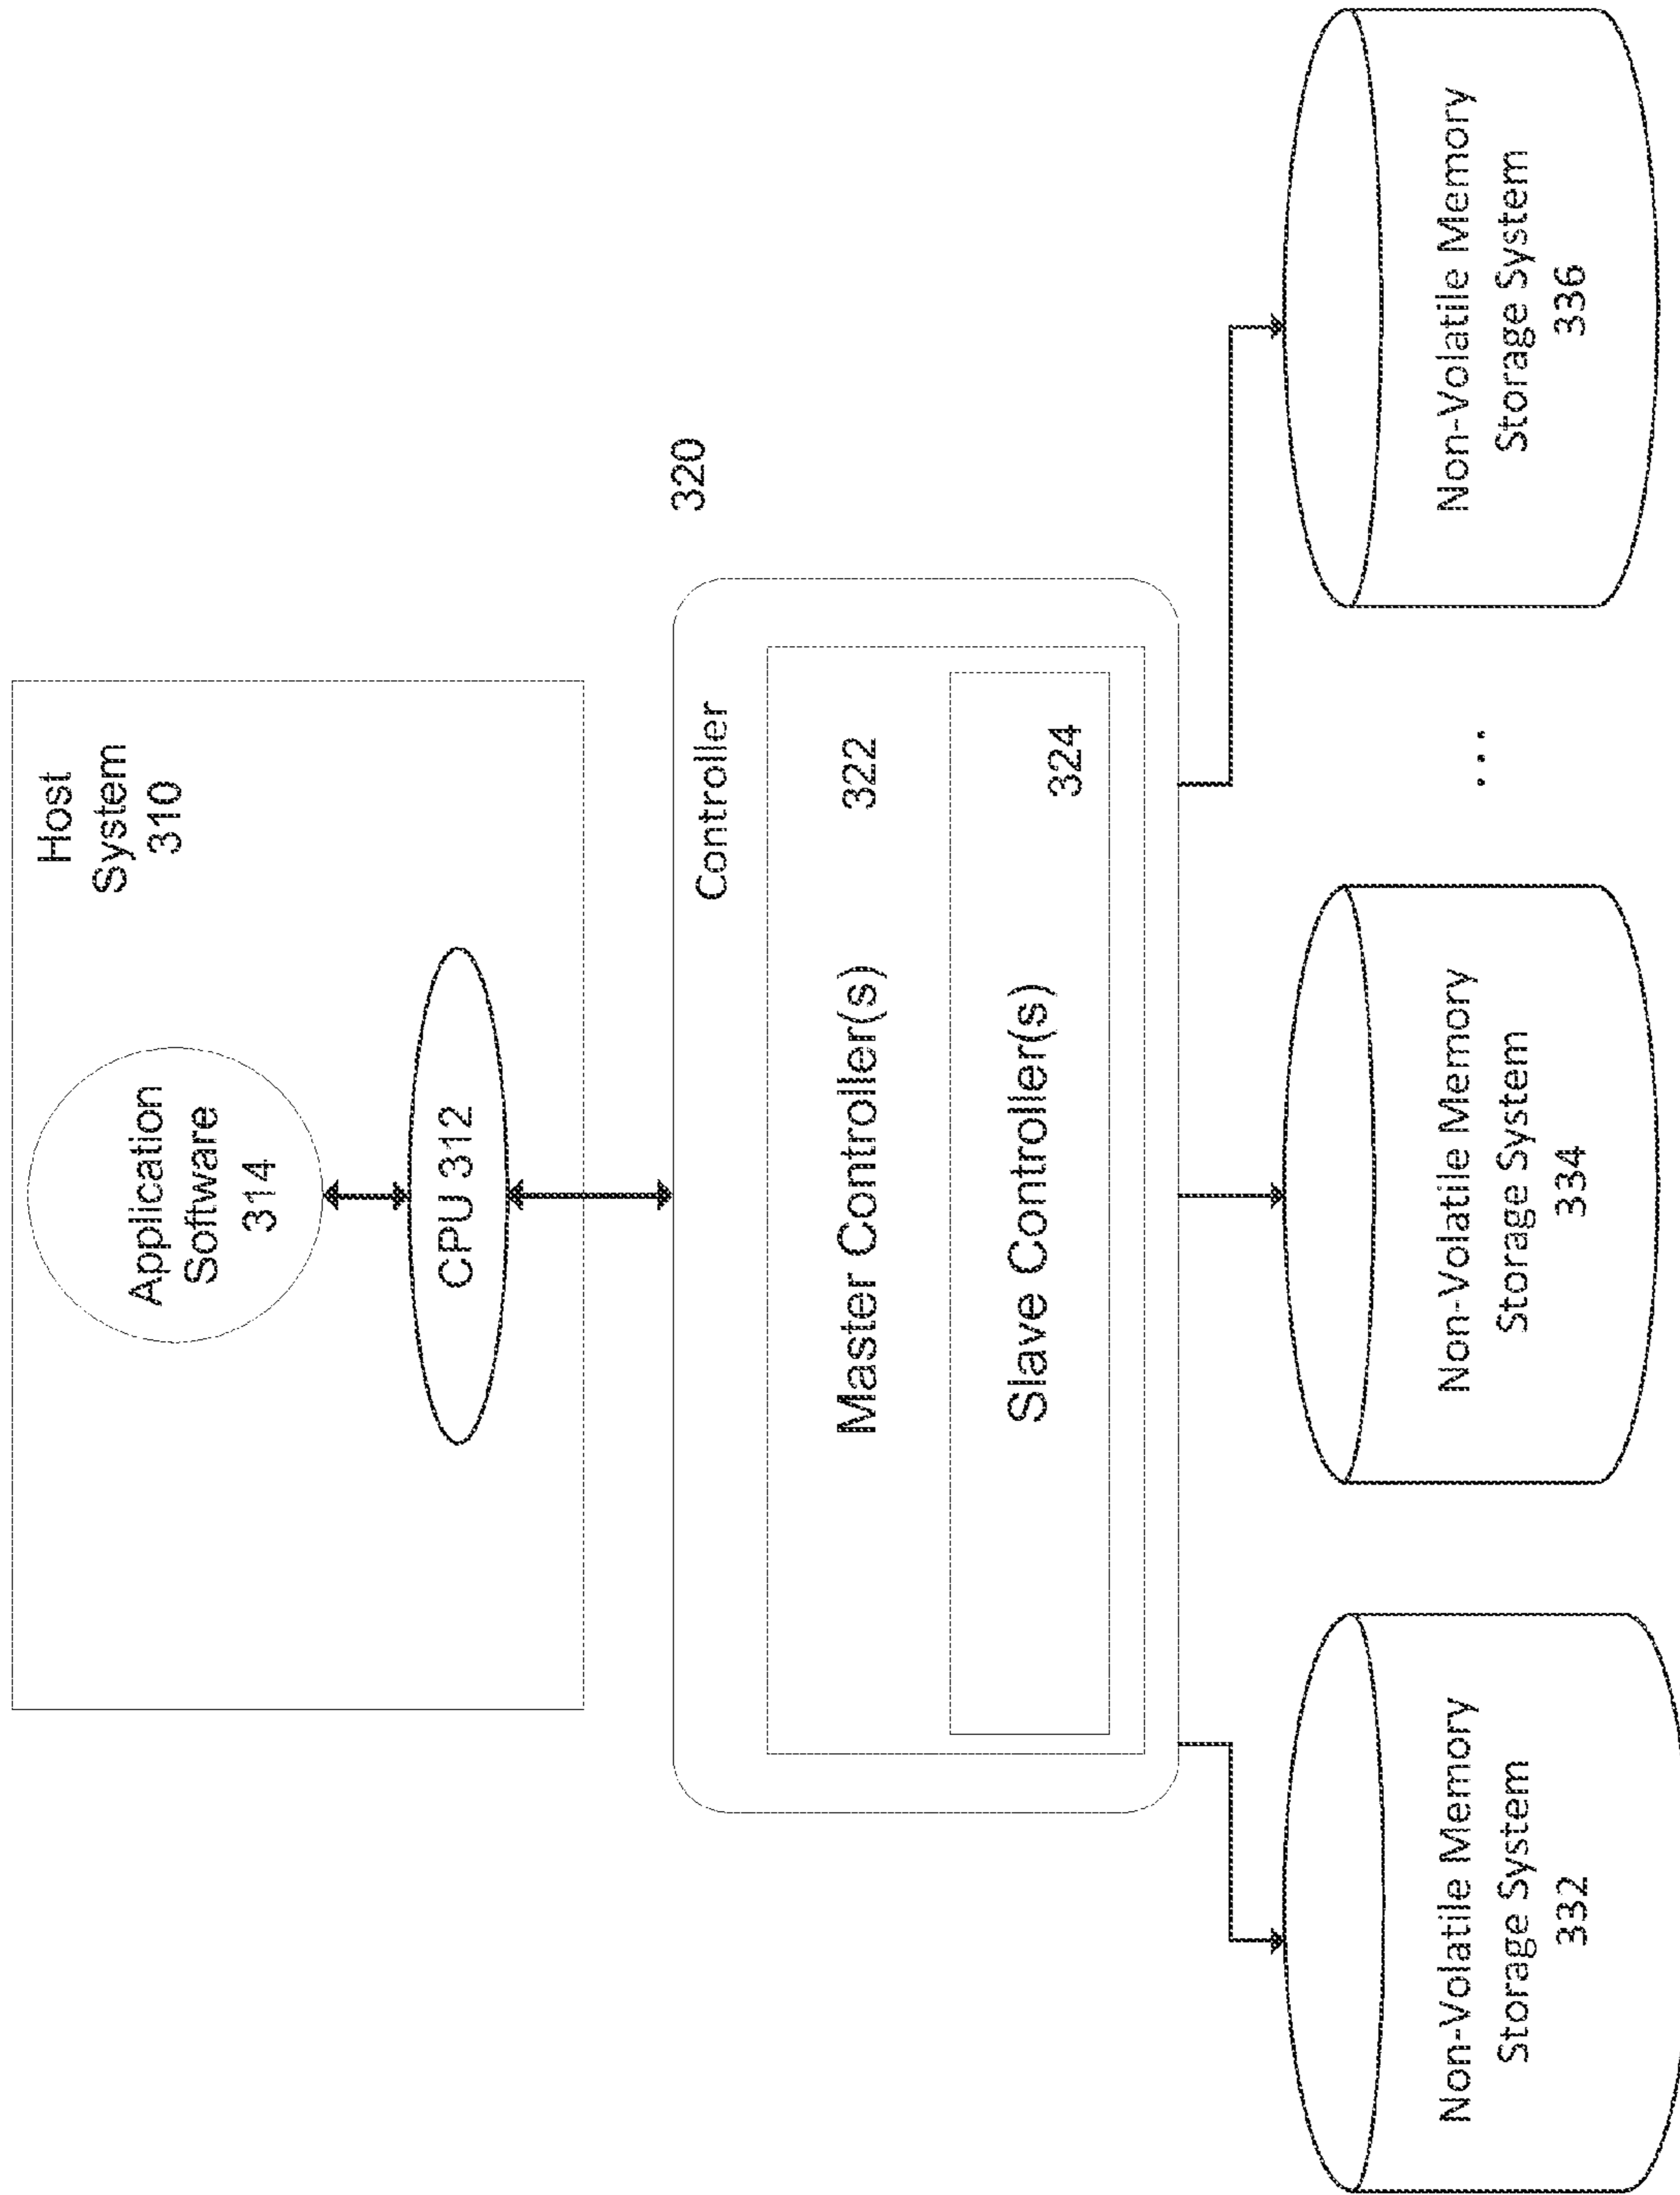 Host
System
310
Application
Software
314
CPU 312
320
Controller
Master Controller(s)
322
Slave Controller(s)
324
Non-Volatile Memory
Storage System
332
Non-Volatile Memory
Storage System
334
...
Non-Volatile Memory
Storage System
336